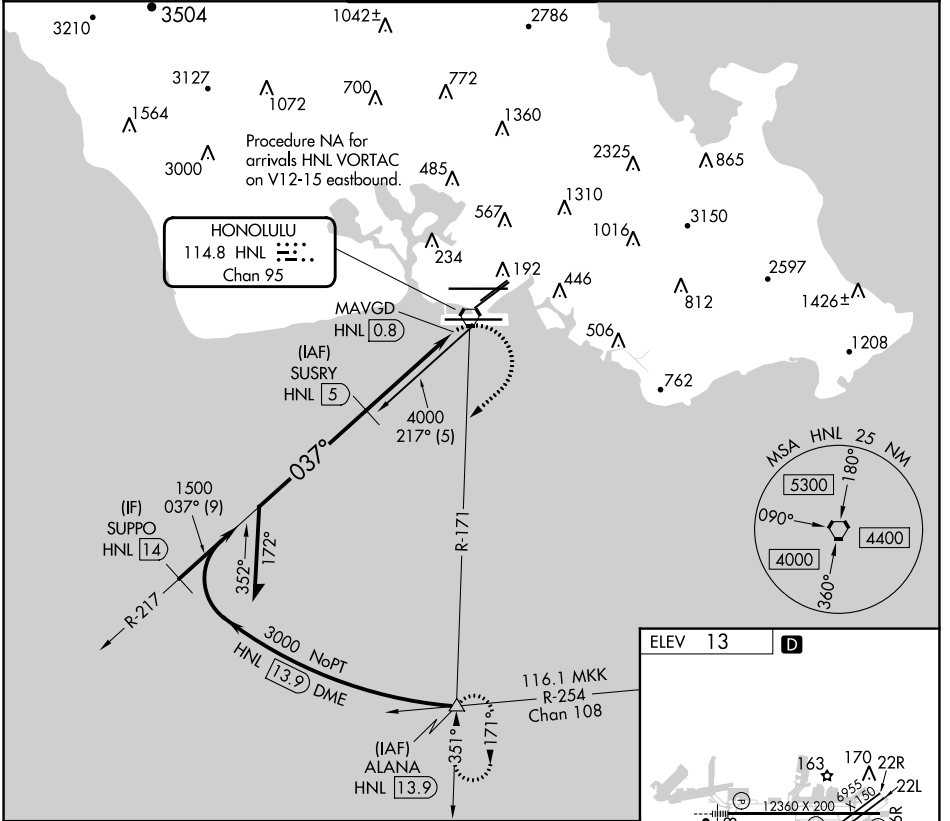 3210
3504
1042±
2786
3127
1072
700
772
1564
1360
3000
Procedure NA for
arrivals HNL VORTAC
on V12-15 eastbound.
485
2325
865
1310
567
3150
1016
HONOLULU
114.8 HNL
Chan 95
234
192
446
2597
812
1426±
MAVGD
HNL 0.8
506
1208
(IAF)
SUSRY
HNL 5
762
4000
217° (5)
037°
MSA HNL 25 NM
180°
5300
090°
4400
4000
360°
1500
037° (9)
(IF)
SUPPO
HNL 14
352°
172°
R-171
R-217
3000 NoPT
HNL 13.9 DME
116.1 MKK
R-254
Chan 108
(IAF)
ALANA
HNL 13.9
351°
171°
ELEV 13
D
163
170
22R
22L
6955 X 150
P
12360 X 200